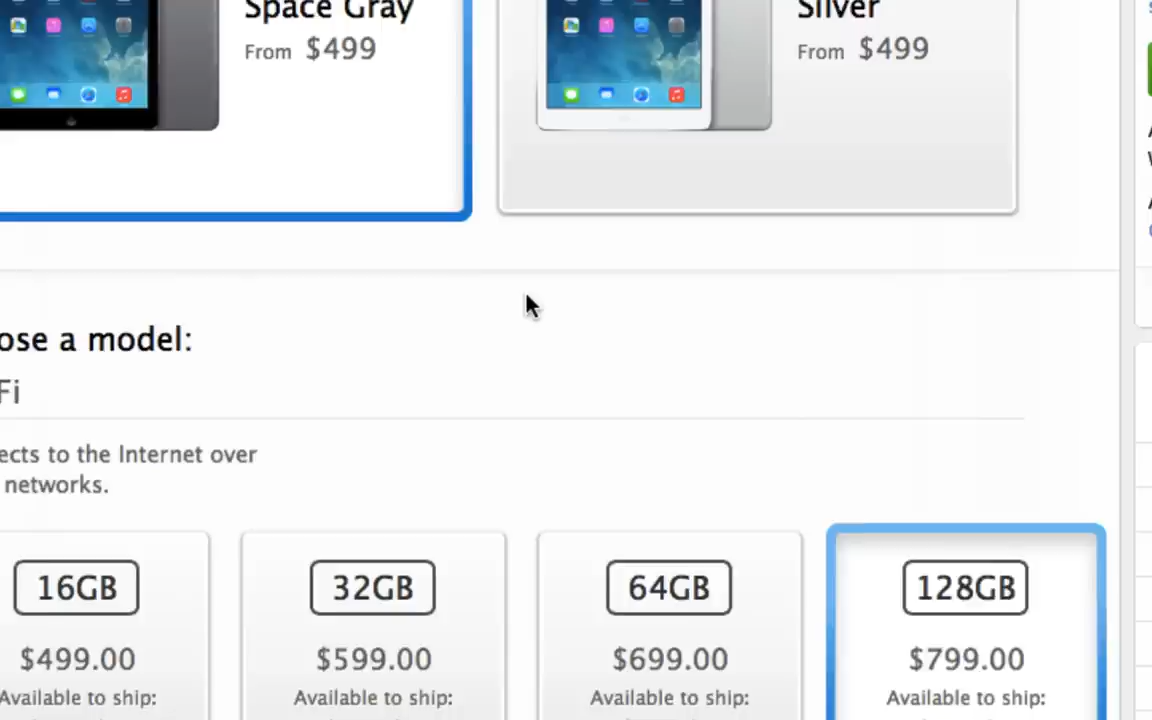 Space Gray
From $499
Silver
From $499
ose a model:
Fi
ects to the Internet over
networks.
16GB
$499.00
Available to ship:
32GB
$599.00
Available to ship:
64GB
$699.00
Available to ship:
128GB
$799.00
Available to ship: